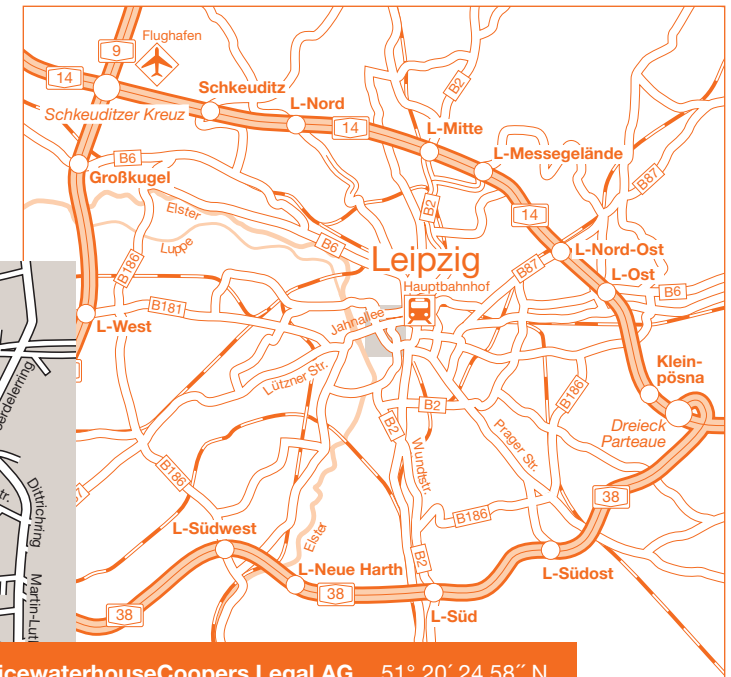 Flughafen
9
14
Schkeuditz
B2
Schkeuditzer Kreuz
L-Nord
14
L-Mitte
B6
L-Messegelände
Großkugel
B87
Elster
B2
14
Luppe
B6
L-Nord-Ost
B186
Leipzig
B87
L-Ost
Hauptbahnhof
B6
B181
L-West
Jahnallee
Klein-
pösna
Lützner Str.
B186
B2
Dreieck
Parteaue
B2
Prager Str.
Wundtstr.
B186
Dittrichring
38
B186
L-Südwest
Elster
B2
L-Südost
L-Neue Harth
Martin-Luth
38
38
L-Süd
icewaterhouseCoopers Legal AG 51° 20´ 24,58´´ N